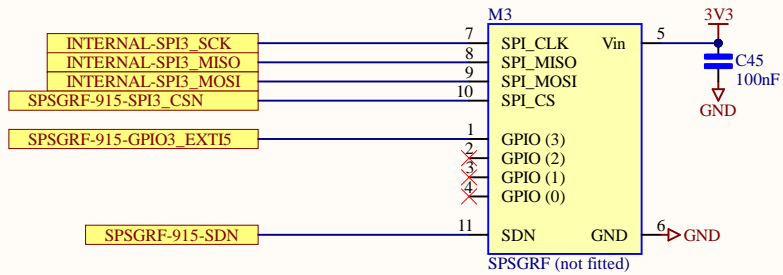 M3
3V3
INTERNAL-SPI3_SCK 7 SPI_CLK Vin 5
INTERNAL-SPI3_MISO 8 SPI_MISO C45
INTERNAL-SPI3_MOSI 9 SPI_MOSI 100nF
SPSGRF-915-SPI3_CSN 10 SPI_CS GND
SPSGRF-915-GPIO3_EXTI5 1 GPIO (3)
2 GPIO (2)
3 GPIO (1)
4 GPIO (0)
SPSGRF-915-SDN 11 SDN GND 6 GND
SPSGRF (not fitted)